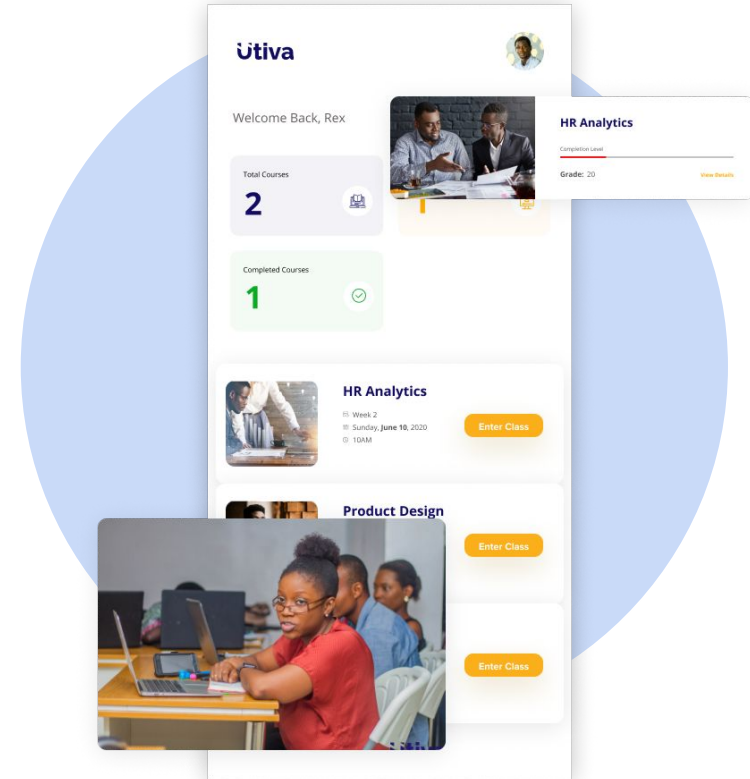 Utiva
Welcome Back, Rex
HR Analytics
Completion Level
Grade: 20
View Details
Total Courses
2
1
Completed Courses
1
HR Analytics
Week 2
Sunday, June 10, 2020
10AM
Enter Class
Product Design
Enter Class
Enter Class